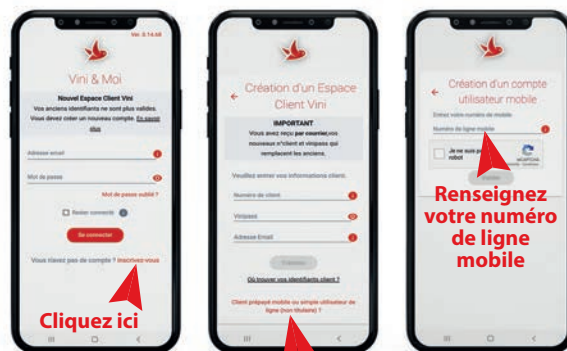 Ver. 8.14.68
Vini & Moi
Nouvel Espace Client Vini
Vos anciens identifiants ne sont plus valides.
Vous devez créer un nouveau compte. En savoir
plus
Adresse email
Mot de passe
Mot de passe oublié ?
Rester connecté
Se connecter
Vous n'avez pas de compte ? Inscrivez-vous
Cliquez ici
Création d'un Espace
Client Vini
IMPORTANT
Vous avez reçu par courrier, vos
nouveaux n°client et vinipass qui
remplacent les anciens.
Veuillez entrer vos informations client.
Numéro de client
Vinipass
Adresse Email
Où trouver vos identifiants client ?
Client prépayé mobile ou simple utilisateur de
ligne (non titulaire) ?
Création d'un compte
utilisateur mobile
Entrez votre numéro de mobile.
Numéro de ligne mobile
Je ne suis pas un
robot
reCAPTCHA
Renseignez
votre numéro
de ligne
mobile